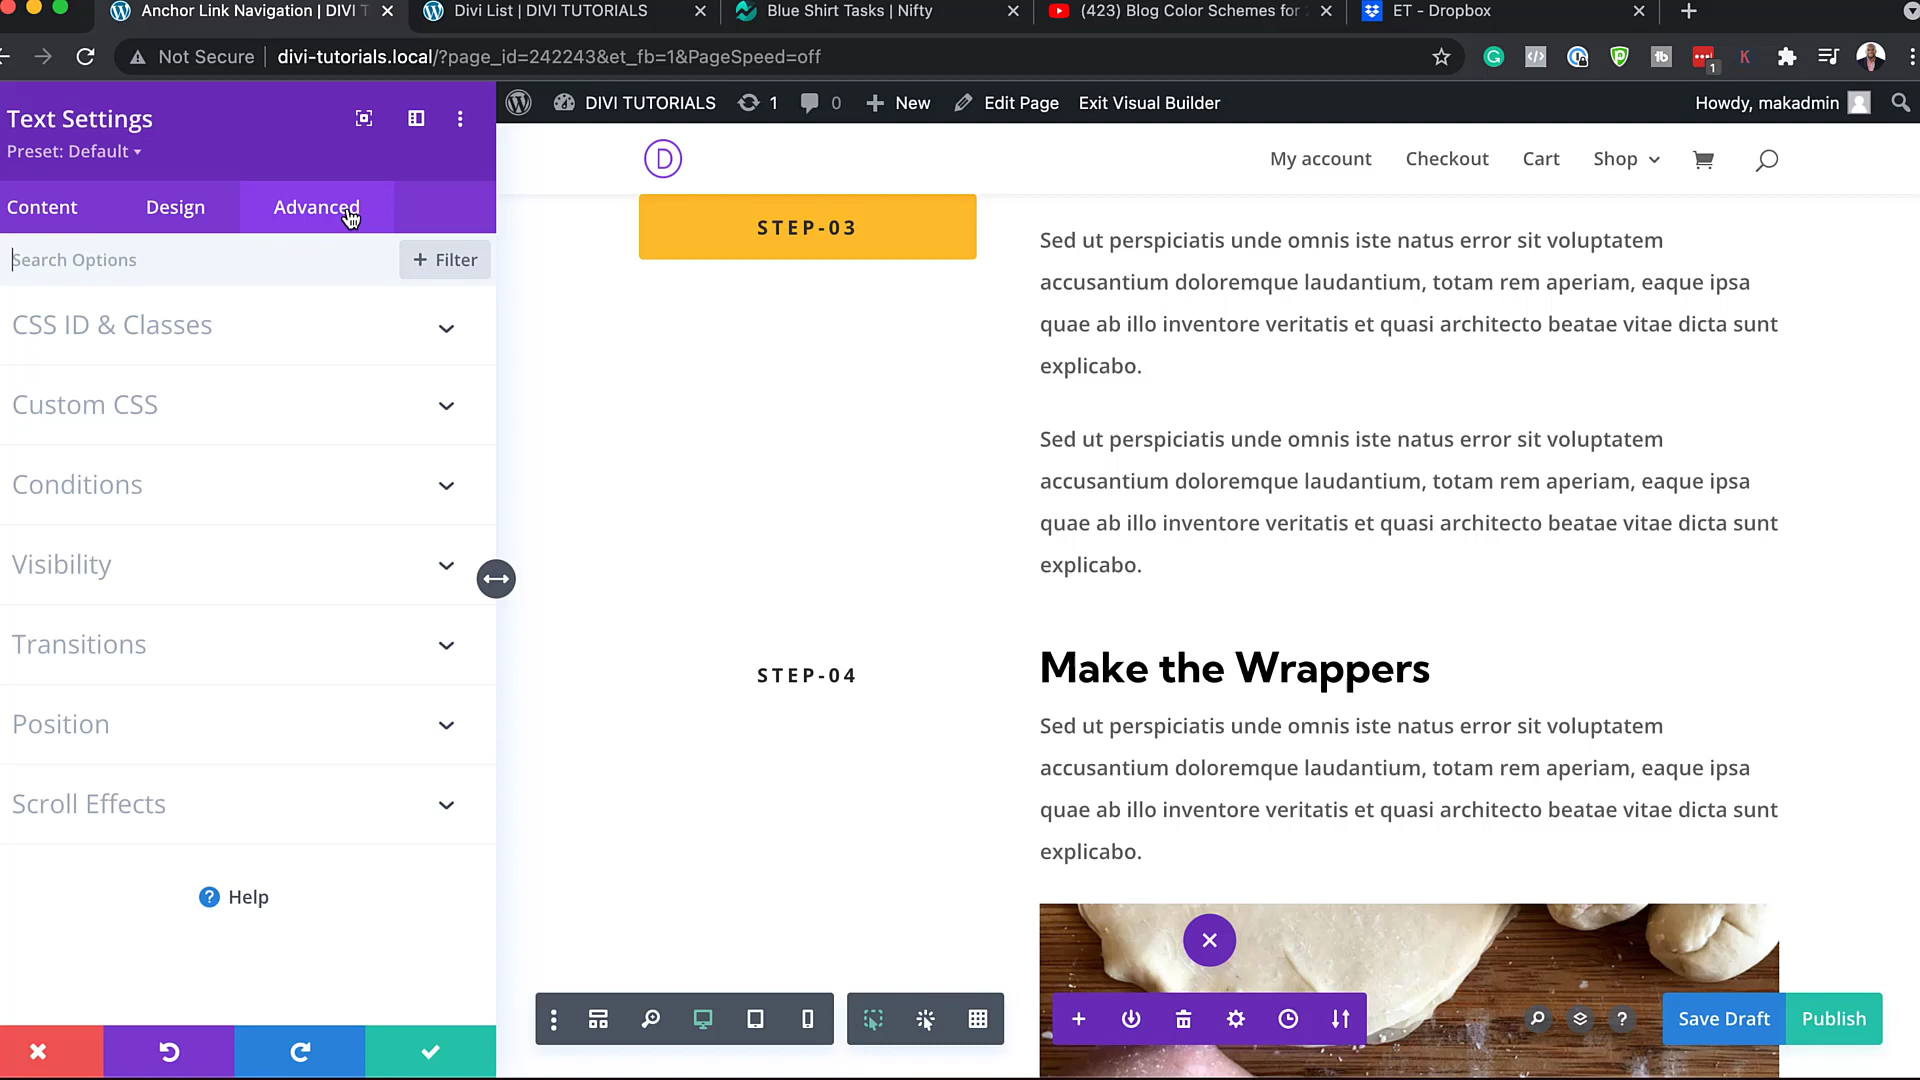 Anchor Link Navigation | DIVI T
Divi List | DIVI TUTORIALS
Blue Shirt Tasks | Nifty
(423) Blog Color Schemes for 2
ET - Dropbox
Not Secure
divi-tutorials.local/?page_id=242243&et_fb=1&PageSpeed=off
1
DIVI TUTORIALS
1
0
New
Edit Page
Exit Visual Builder
Howdy, makadmin
Text Settings
Preset: Default
Content
Design
Advanced
Search Options
+ Filter
CSS ID & Classes
Custom CSS
Conditions
Visibility
Transitions
Position
Scroll Effects
? Help
D
My account
Checkout
Cart
Shop
STEP-03
Sed ut perspiciatis unde omnis iste natus error sit voluptatem
accusantium doloremque laudantium, totam rem aperiam, eaque ipsa
quae ab illo inventore veritatis et quasi architecto beatae vitae dicta sunt
explicabo.
Sed ut perspiciatis unde omnis iste natus error sit voluptatem
accusantium doloremque laudantium, totam rem aperiam, eaque ipsa
quae ab illo inventore veritatis et quasi architecto beatae vitae dicta sunt
explicabo.
STEP-04
Make the Wrappers
Sed ut perspiciatis unde omnis iste natus error sit voluptatem
accusantium doloremque laudantium, totam rem aperiam, eaque ipsa
quae ab illo inventore veritatis et quasi architecto beatae vitae dicta sunt
explicabo.
?
Save Draft
Publish